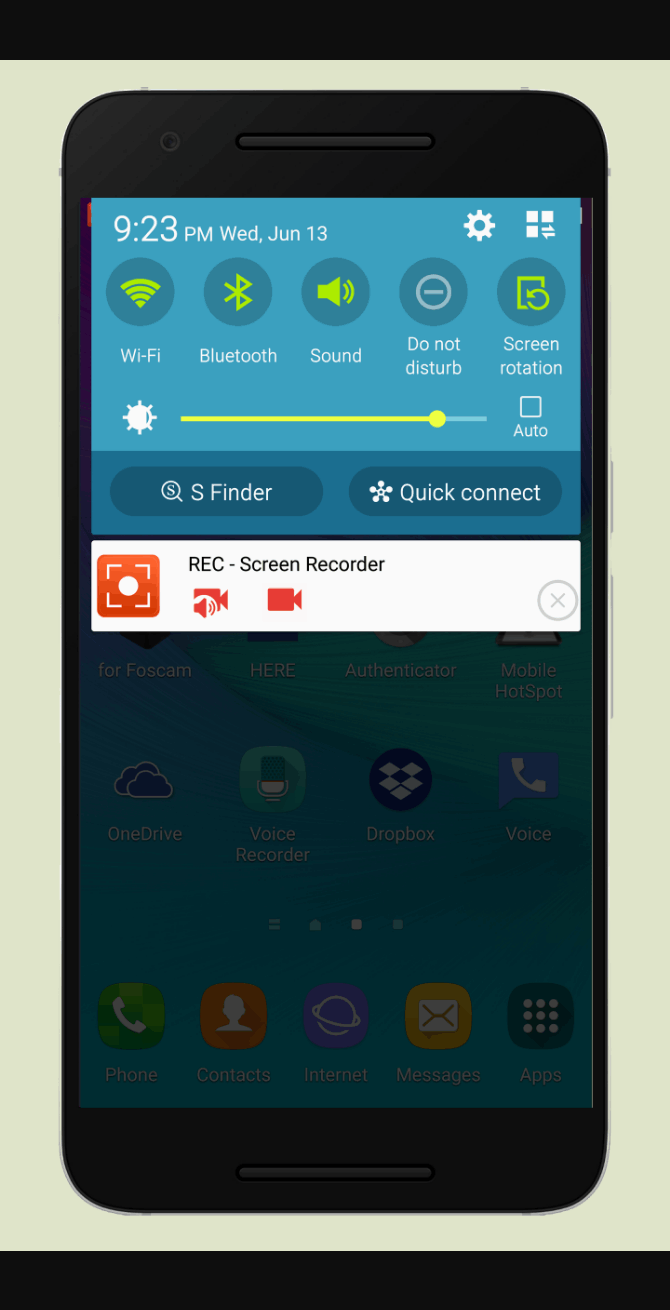 9:23 PM Wed, Jun 13
Wi-Fi
Bluetooth
Sound
Do not
disturb
Screen
rotation
Auto
S Finder
Quick connect
REC - Screen Recorder
for Foscam
HERE
Authenticator
Mobile
HotSpot
OneDrive
Voice
Recorder
Dropbox
Voice
Phone
Contacts
Internet
Messages
Apps